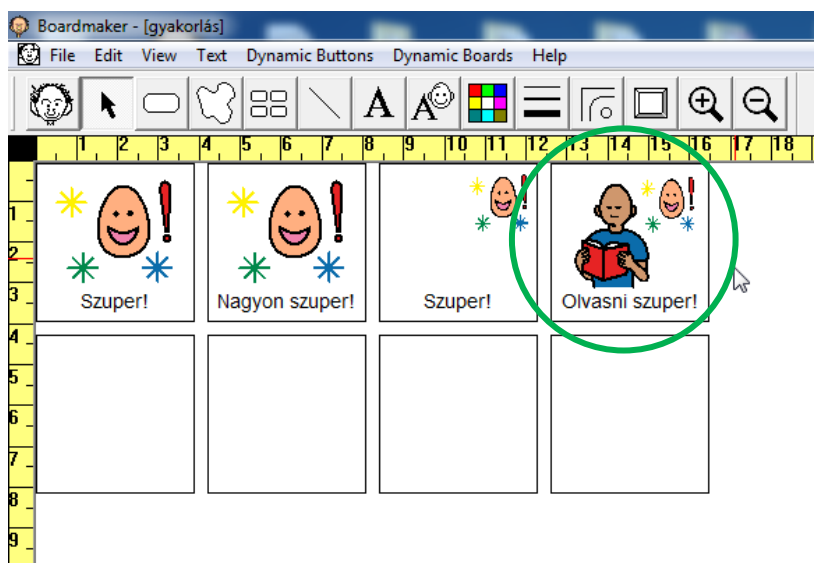 Boardmaker - [gyakorlás]
File Edit View Text Dynamic Buttons Dynamic Boards Help
A A
1 2 3 4 5 6 7 8 9 10 11 12 13 14 15 16 17 18
1
2
3
4
5
6
7
8
9
Szuper! Nagyon szuper! Szuper! Olvasni szuper!